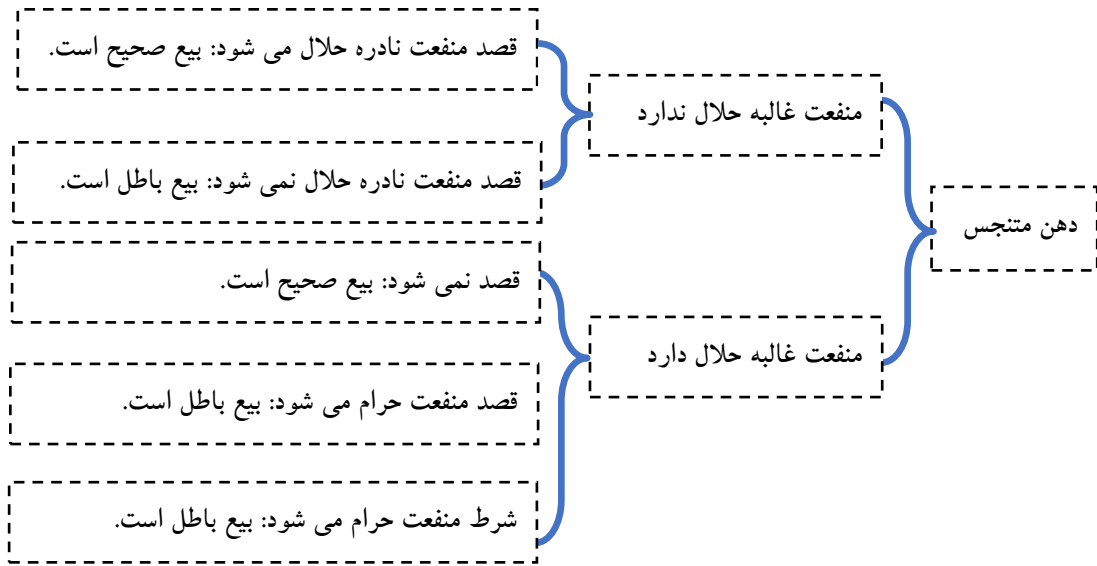 دهن متنجس
منفعت غالبه حلال ندارد
قصد منفعت نادره حلال می شود: بیع صحیح است.
قصد منفعت نادره حلال نمی شود: بیع باطل است.
منفعت غالبه حلال دارد
قصد نمی شود: بیع صحیح است.
قصد منفعت حرام می شود: بیع باطل است.
شرط منفعت حرام می شود: بیع باطل است.